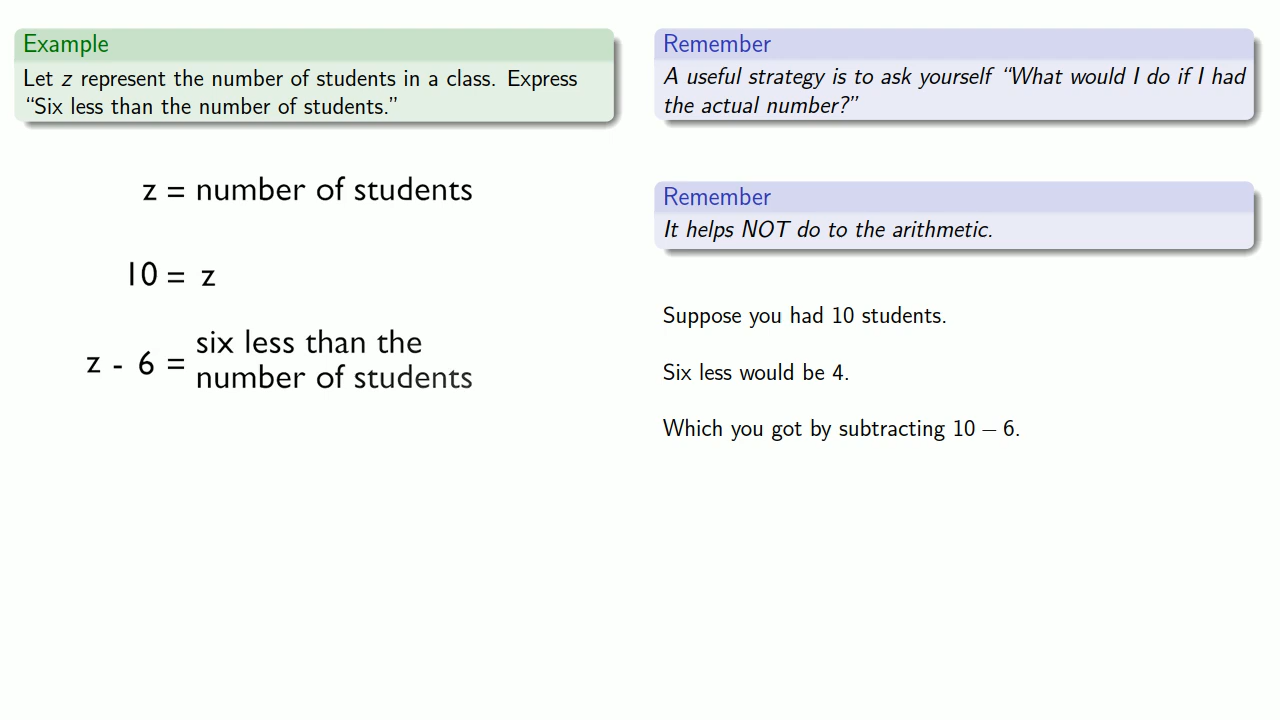 Example
Let z represent the number of students in a class. Express
“Six less than the number of students.”
z = number of students
10 = z
z - 6 = six less than the
number of students
Remember
A useful strategy is to ask yourself “What would I do if I had
the actual number?”
Remember
It helps NOT do to the arithmetic.
Suppose you had 10 students.
Six less would be 4.
Which you got by subtracting 10 − 6.